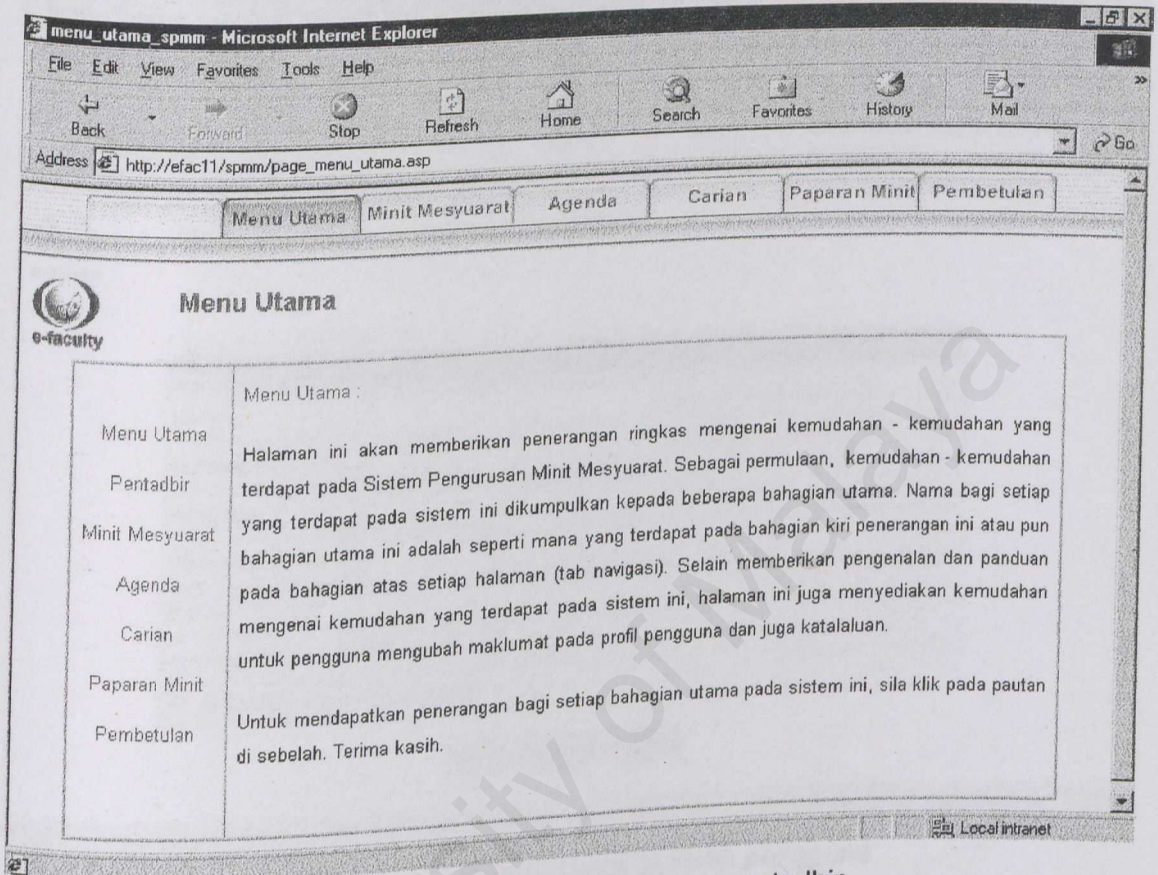 menu_utama_spmm - Microsoft Internet Explorer
File Edit View Favorites Tools Help
Back Forward Stop Refresh Home Search Favorites History Mail
Address http://efac11/spmm/page_menu_utama.asp Go
Menu Utama Minit Mesyuarat Agenda Carian Paparan Minit Pembetulan
e-faculty
Menu Utama
Menu Utama
Pentadbir
Minit Mesyuarat
Agenda
Carian
Paparan Minit
Pembetulan
Menu Utama :
Halaman ini akan memberikan penerangan ringkas mengenai kemudahan - kemudahan yang
terdapat pada Sistem Pengurusan Minit Mesyuarat. Sebagai permulaan, kemudahan - kemudahan
yang terdapat pada sistem ini dikumpulkan kepada beberapa bahagian utama. Nama bagi setiap
bahagian utama ini adalah seperti mana yang terdapat pada bahagian kiri penerangan ini atau pun
pada bahagian atas setiap halaman (tab navigasi). Selain memberikan pengenalan dan panduan
mengenai kemudahan yang terdapat pada sistem ini, halaman ini juga menyediakan kemudahan
untuk pengguna mengubah maklumat pada profil pengguna dan juga katalaluan.
Untuk mendapatkan penerangan bagi setiap bahagian utama pada sistem ini, sila klik pada pautan
di sebelah. Terima kasih.
Local intranet
University of Malaya